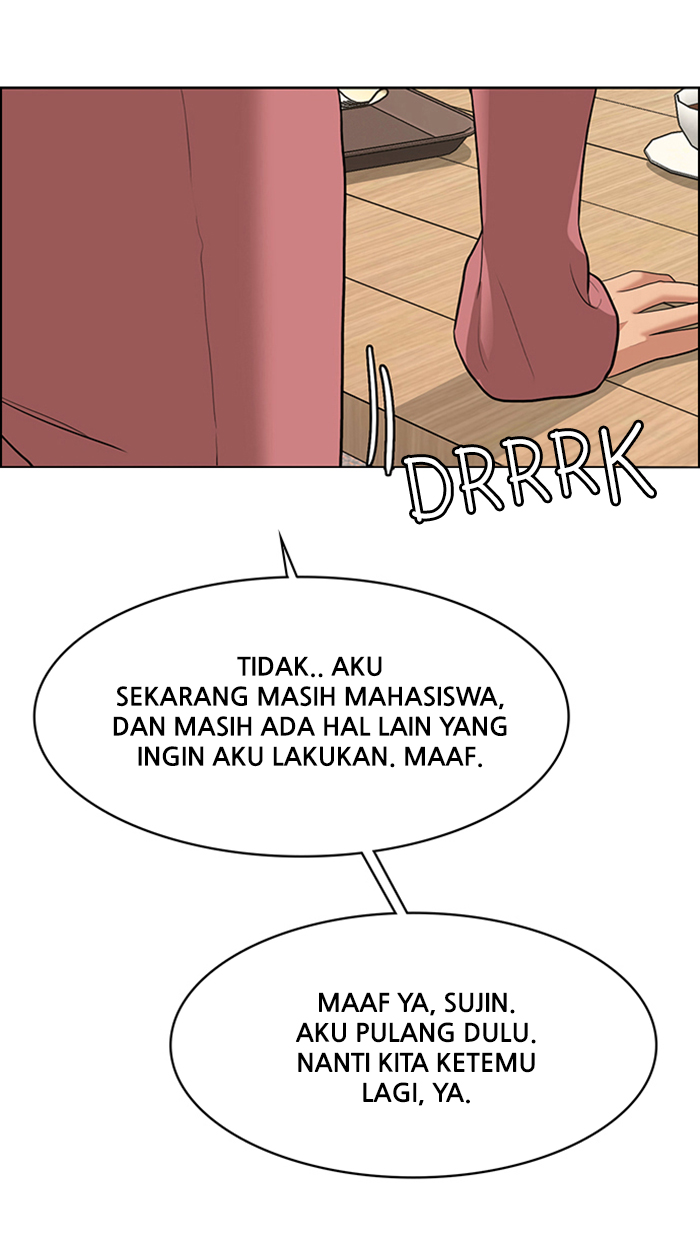 DRRRK
TIDAK.. AKU
SEKARANG MASIH MAHASISWA,
DAN MASIH ADA HAL LAIN YANG
INGIN AKU LAKUKAN. MAAF.
MAAF YA, SUJIN.
AKU PULANG DULU.
NANTI KITA KETEMU
LAGI, YA.